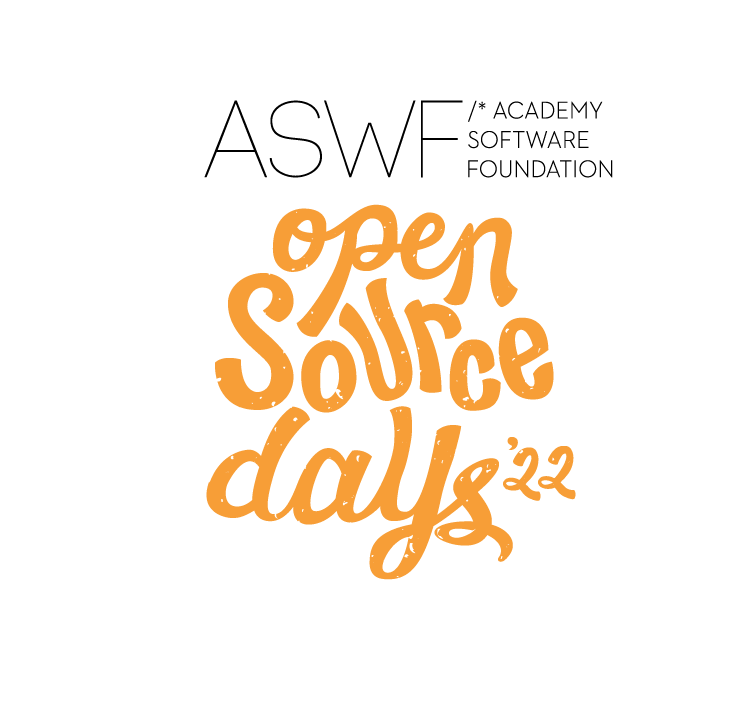 ASWF /* ACADEMY
SOFTWARE
FOUNDATION
open
Source
days '22